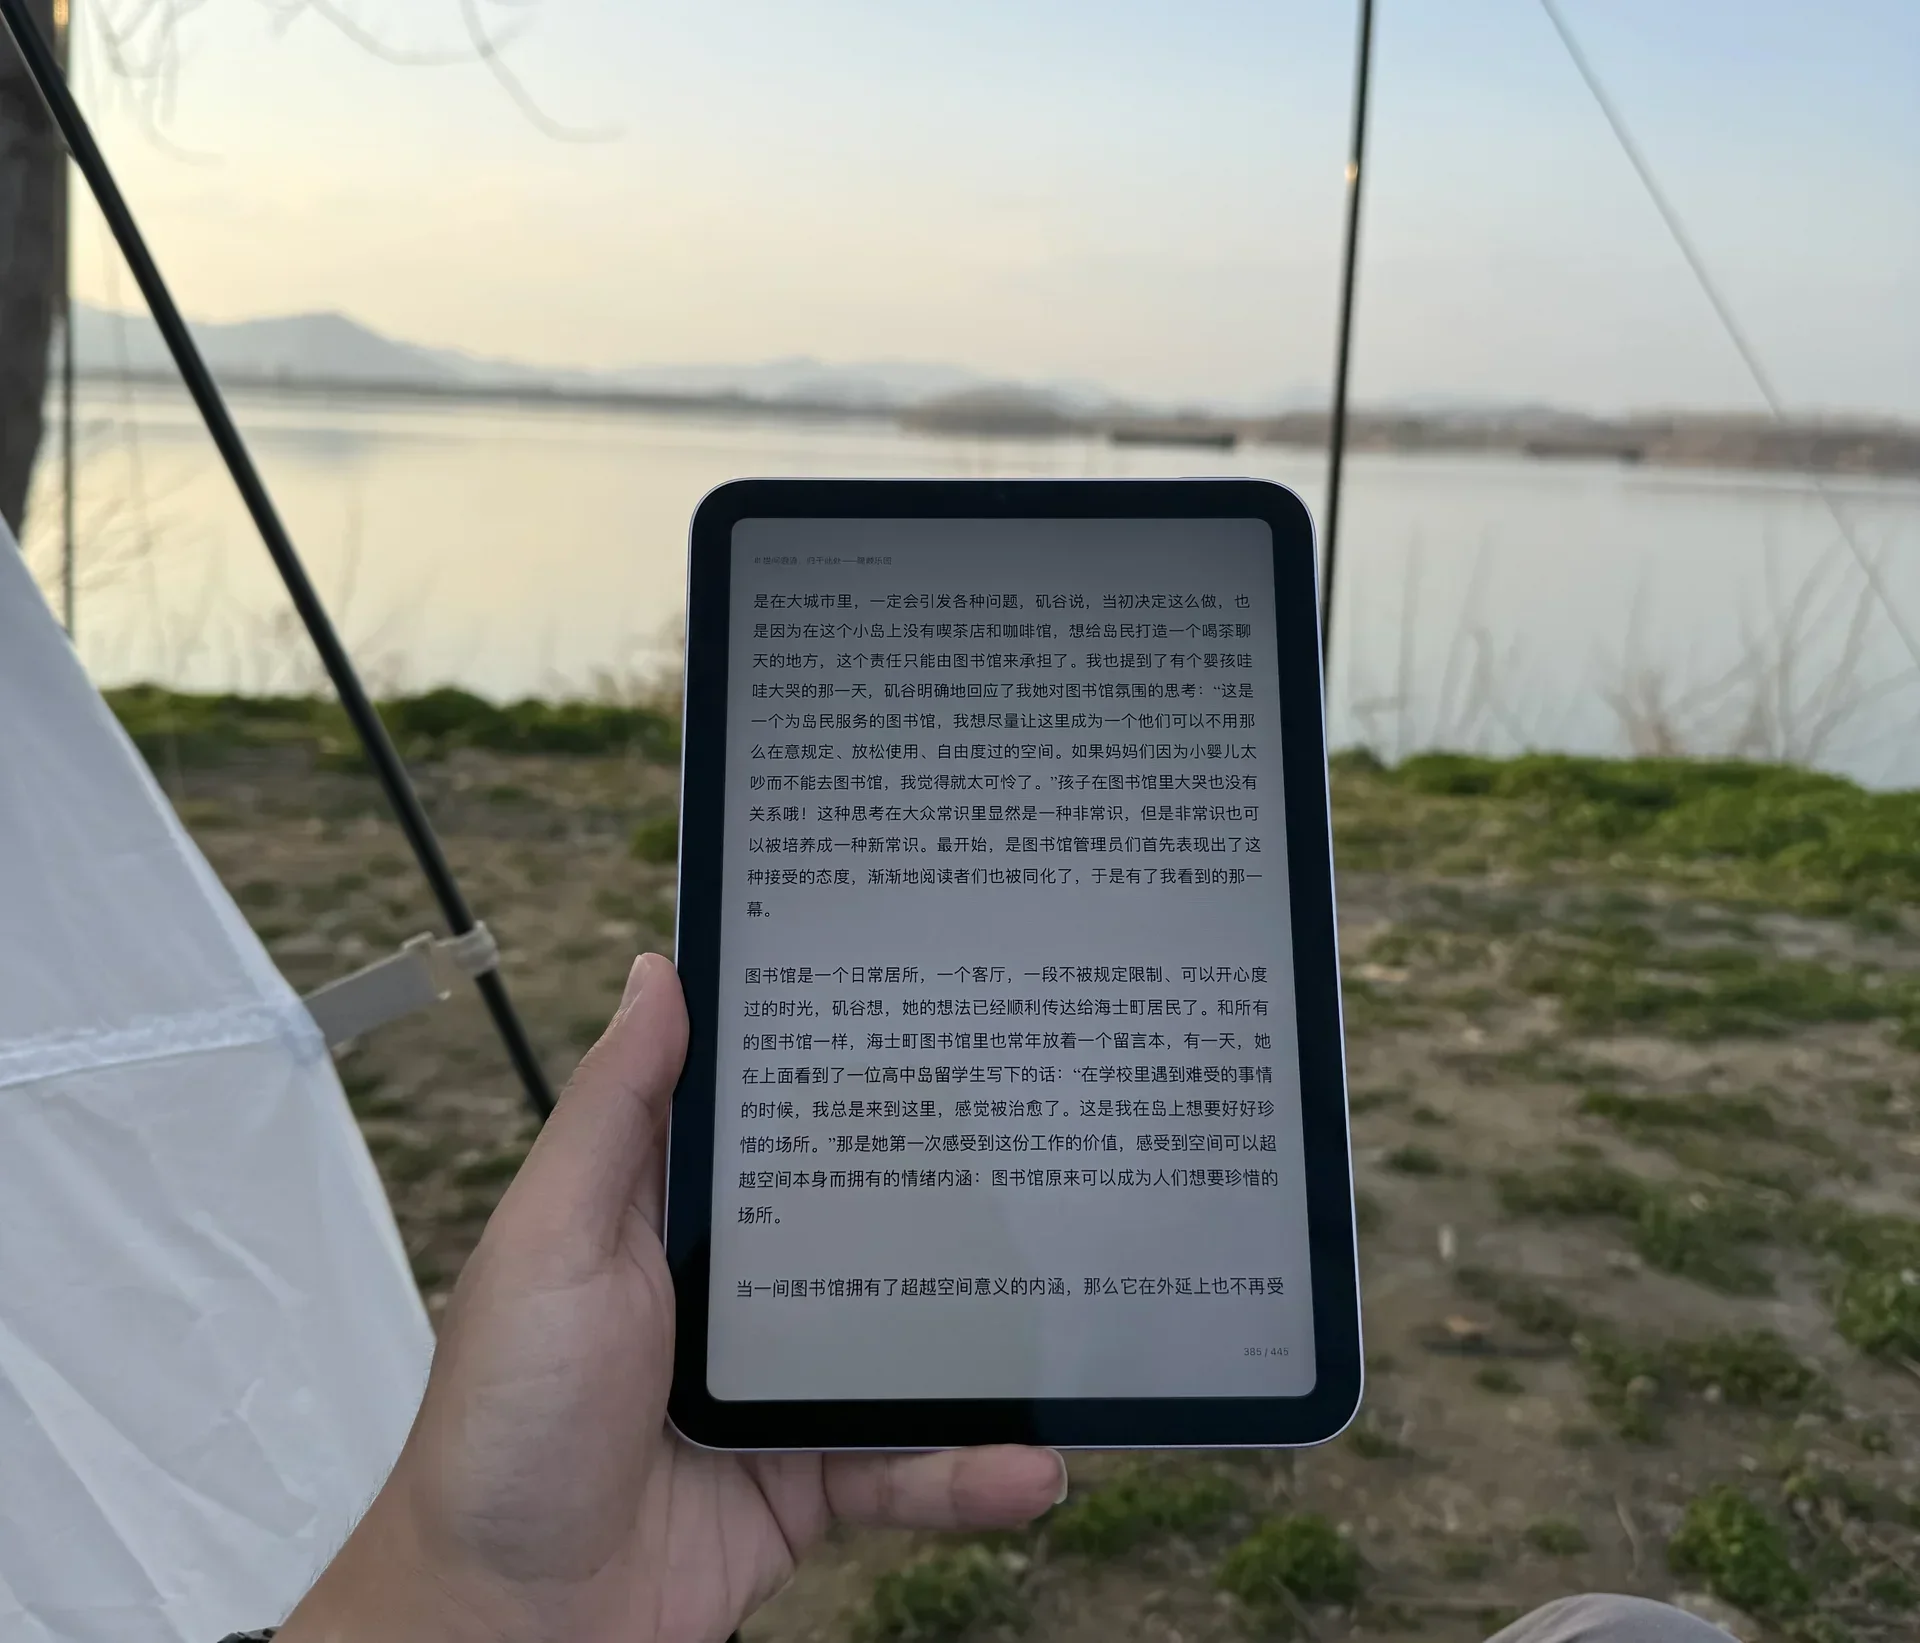 是在大城市里，一定会引发各种问题，矶谷说，当初决定这么做，也
是因为在这个小岛上没有喫茶店和咖啡馆，想给岛民打造一个喝茶聊
天的地方，这个责任只能由图书馆来承担了。我也提到了有个婴孩哇
哇大哭的那一天，矶谷明确地回应了我她对图书馆氛围的思考：“这是
一个为岛民服务的图书馆，我想尽量让这里成为一个他们可以不用那
么在意规定、放松使用、自由度过的空间。如果妈妈们因为小婴儿太
吵而不能去图书馆，我觉得就太可怜了。”孩子在图书馆里大哭也没有
关系哦！这种思考在大众常识里显然是一种非常识，但是非常识也可
以被培养成一种新常识。最开始，是图书馆管理员们首先表现出了这
种接受的态度，渐渐地阅读者们也被同化了，于是有了我看到的那一
幕。
图书馆是一个日常居所，一个客厅，一段不被规定限制、可以开心度
过的时光，矶谷想，她的想法已经顺利传达给海士町居民了。和所有
的图书馆一样，海士町图书馆里也常年放着一个留言本，有一天，她
在上面看到了一位高中岛留学生写下的话：“在学校里遇到难受的事情
的时候，我总是来到这里，感觉被治愈了。这是我在岛上想要好好珍
惜的场所。”那是她第一次感受到这份工作的价值，感受到空间可以超
越空间本身而拥有的情绪内涵：图书馆原来可以成为人们想要珍惜的
场所。
当一间图书馆拥有了超越空间意义的内涵，那么它在外延上也不再受
385 / 445